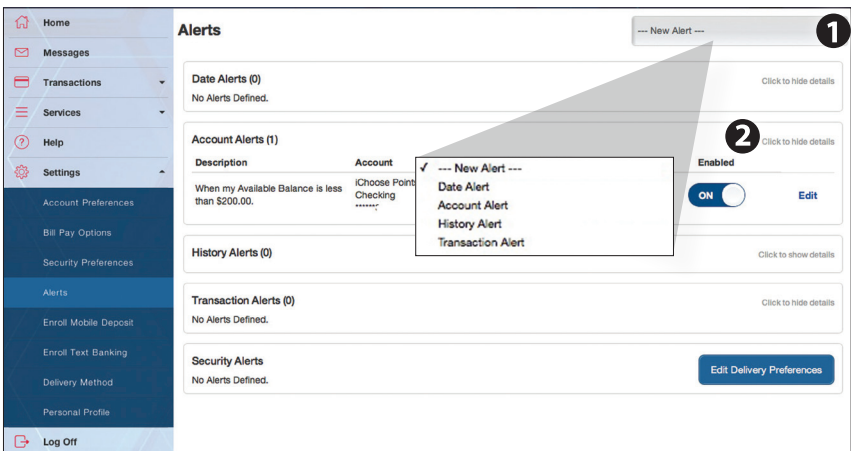 Home
Messages
Transactions
Services
Help
Settings
Account Preferences
Bill Pay Options
Security Preferences
Alerts
Enroll Mobile Deposit
Enroll Text Banking
Delivery Method
Personal Profile
Log Off
Alerts
--- New Alert ---
1
Date Alerts (0)
Click to hide details
No Alerts Defined.
Account Alerts (1)
2
Click to hide details
Description Account Enabled
When my Available Balance is less
than $200.00.
iChoose Points
Checking
ON Edit
✓ --- New Alert ---
Date Alert
Account Alert
History Alert
Transaction Alert
History Alerts (0)
Click to show details
Transaction Alerts (0)
Click to hide details
No Alerts Defined.
Security Alerts
No Alerts Defined.
Edit Delivery Preferences